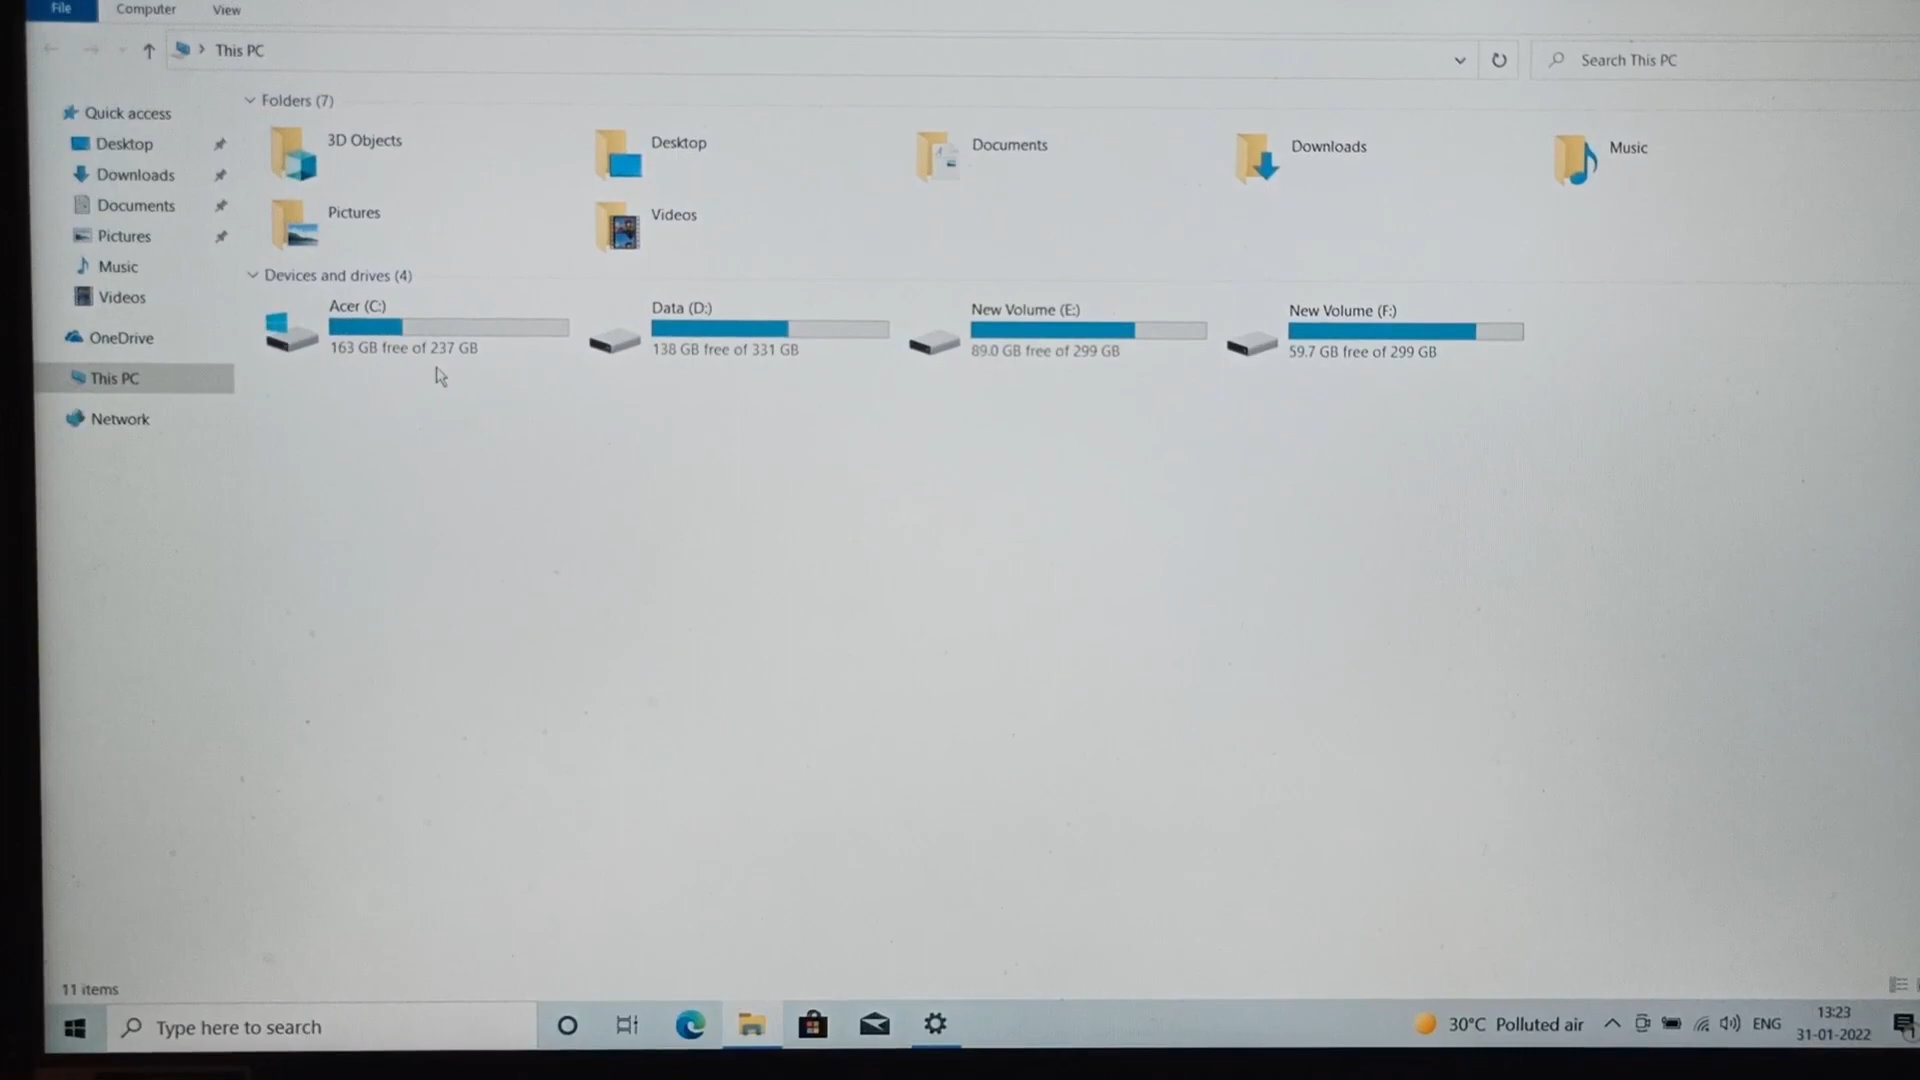 File Computer View
This PC
Search This PC
Quick access
Desktop
Downloads
Documents
Pictures
Music
Videos
OneDrive
This PC
Network
Folders (7)
3D Objects
Desktop
Documents
Downloads
Music
Pictures
Videos
Devices and drives (4)
Acer (C:)
163 GB free of 237 GB
Data (D:)
138 GB free of 331 GB
New Volume (E:)
89.0 GB free of 299 GB
New Volume (F:)
59.7 GB free of 299 GB
11 items
Type here to search
30°C Polluted air
ENG
13:23
31-01-2022
1